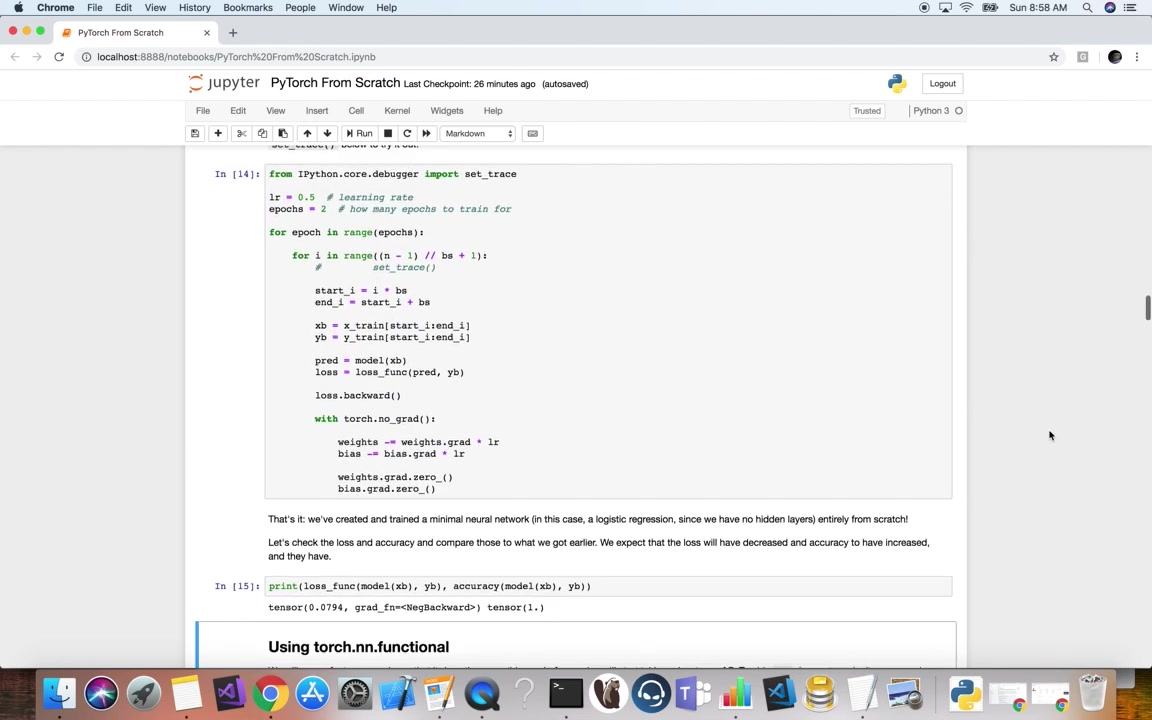 Chrome File Edit View History Bookmarks People Window Help Sun 8:58 AM
PyTorch From Scratch
localhost:8888/notebooks/PyTorch%20From%20Scratch.ipynb
jupyter PyTorch From Scratch Last Checkpoint: 26 minutes ago (autosaved) Logout
File Edit View Insert Cell Kernel Widgets Help Trusted Python 3
Run Markdown
set_trace() below to try it out.
In [14]: from IPython.core.debugger import set_trace
lr = 0.5 # learning rate
epochs = 2 # how many epochs to train for
for epoch in range(epochs):
for i in range((n - 1) // bs + 1):
# set_trace()
start_i = i * bs
end_i = start_i + bs
xb = x_train[start_i:end_i]
yb = y_train[start_i:end_i]
pred = model(xb)
loss = loss_func(pred, yb)
loss.backward()
with torch.no_grad():
weights -= weights.grad * lr
bias -= bias.grad * lr
weights.grad.zero_()
bias.grad.zero_()
That's it: we've created and trained a minimal neural network (in this case, a logistic regression, since we have no hidden layers) entirely from scratch!
Let's check the loss and accuracy and compare those to what we got earlier. We expect that the loss will have decreased and accuracy to have increased,
and they have.
In [15]: print(loss_func(model(xb), yb), accuracy(model(xb), yb))
tensor(0.0794, grad_fn=<NegBackward>) tensor(1.)
Using torch.nn.functional